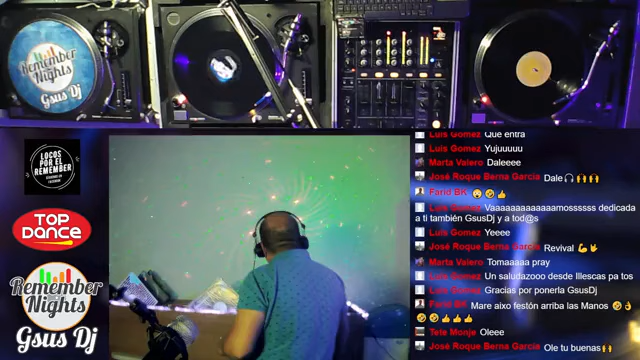 Remember
Nights
Gsus Dj
LOCOS
POR EL
REMEMBER
TOP
DANCE
Remember
Nights
Gsus Dj
Luis Gomez Que entra
Luis Gomez Yujuuuuu
Marta Valero Daleeee
José Roque Berna Garcia Dale🎧🙌🙌
Farid BK 😲🤣👍
Luis Gomez Vaaaaaaaaaaaaamossssss dedicada
a ti también GsusDj y a tod@s
Luis Gomez Yeeee
José Roque Berna Garcia Revival 💪🤟
Marta Valero Tomaaaaa pray
Luis Gomez Un saludazooo desde Illescas pa tos
Luis Gomez Gracias por ponerla GsusDj
Farid BK Mare aixo festón arriba las Manos 🤣👌
🤣🤣👍👍👍
Tete Monje Oleee
José Roque Berna Garcia Ole tu buenas🙌